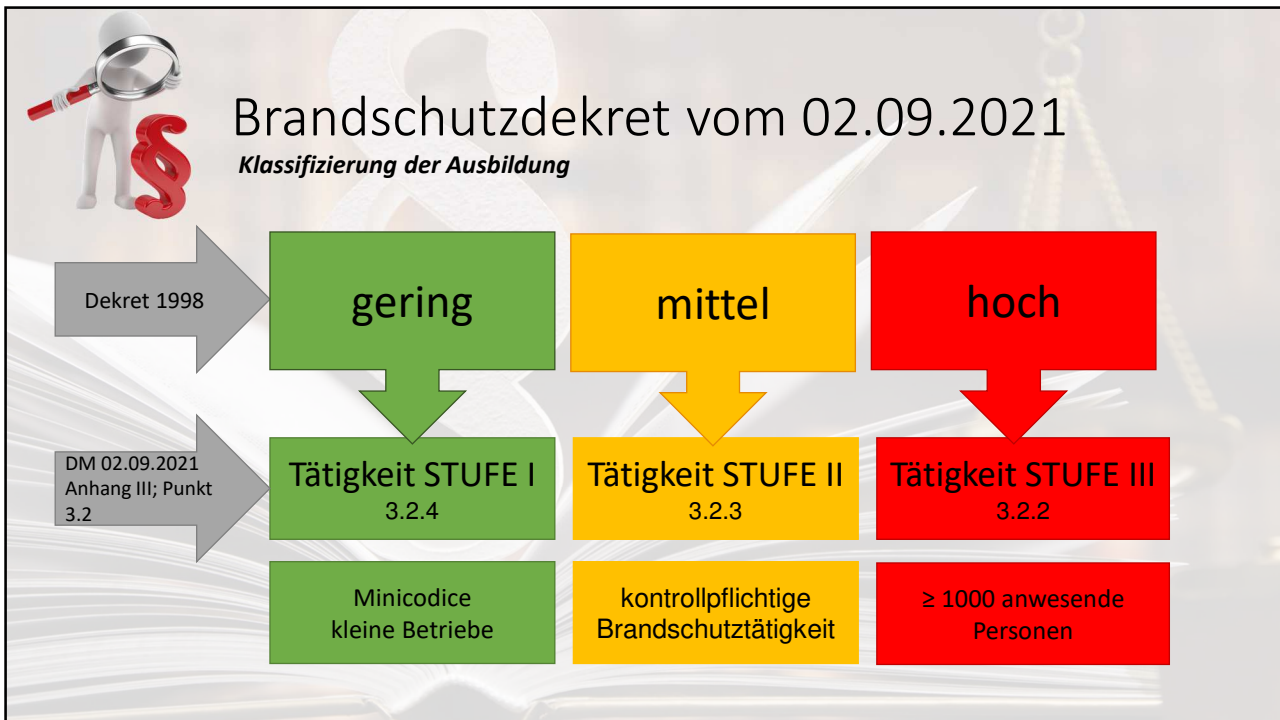 Brandschutzdekret vom 02.09.2021
Klassifizierung der Ausbildung
Dekret 1998
gering
mittel
hoch
DM 02.09.2021
Anhang III; Punkt
3.2
Tätigkeit STUFE I
3.2.4
Tätigkeit STUFE II
3.2.3
Tätigkeit STUFE III
3.2.2
Minicodice
kleine Betriebe
kontrollpflichtige
Brandschutztätigkeit
≥ 1000 anwesende
Personen